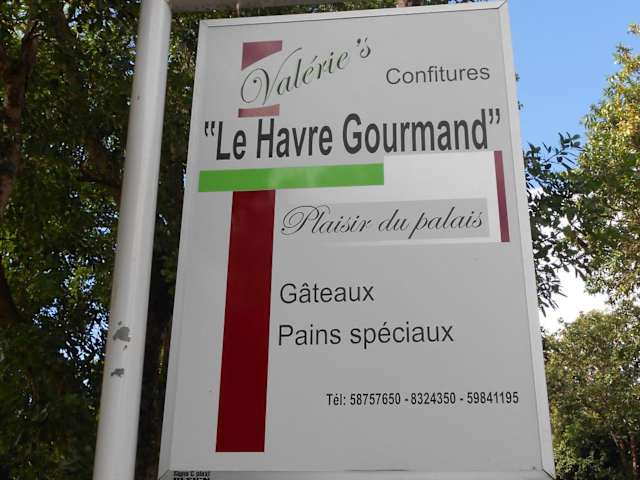 Valérie's
Confitures
"Le Havre Gourmand"
Plaisir du palais
Gâteaux
Pains spéciaux
Tél: 58757650 - 8324350 - 59841195